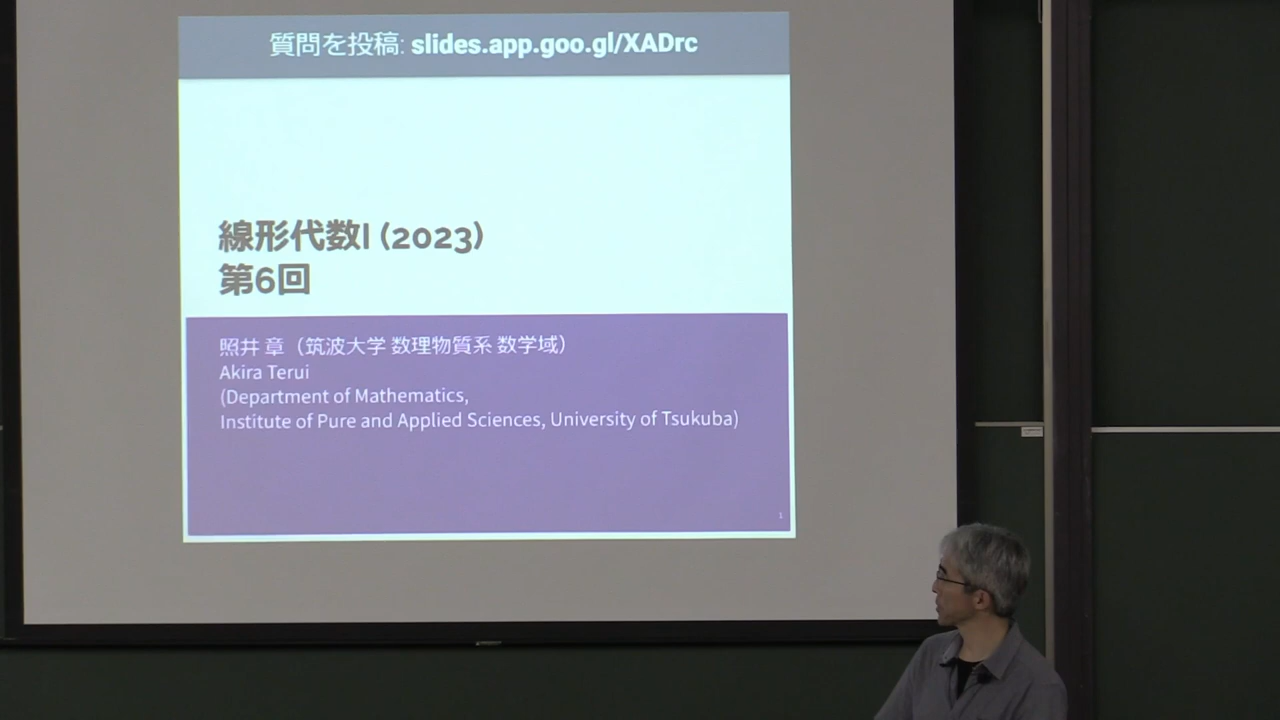 質問を投稿: slides.app.goo.gl/XADrc
線形代数I (2023)
第6回
照井 章（筑波大学 数理物質系 数学域）
Akira Terui
(Department of Mathematics,
Institute of Pure and Applied Sciences, University of Tsukuba)
1